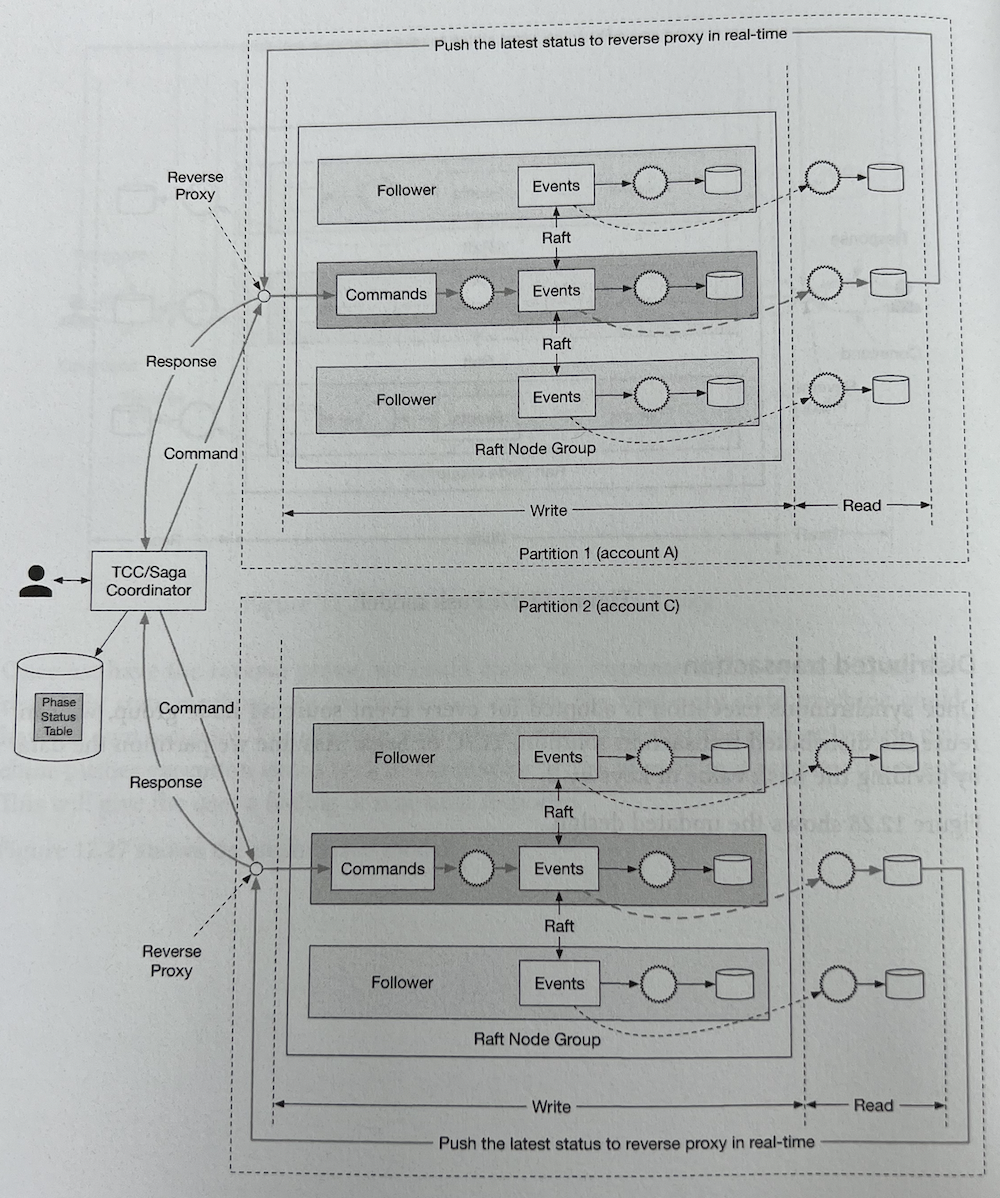 Push the latest status to reverse proxy in real-time
Reverse
Proxy
Follower
Events
Raft
Commands
Events
Response
Raft
Follower
Events
Command
Raft Node Group
Write
Read
Partition 1 (account A)
TCC/Saga
Coordinator
Partition 2 (account C)
Phase
Status
Table
Command
Follower
Events
Response
Raft
Commands
Events
Raft
Reverse
Proxy
Follower
Events
Raft Node Group
Write
Read
Push the latest status to reverse proxy in real-time